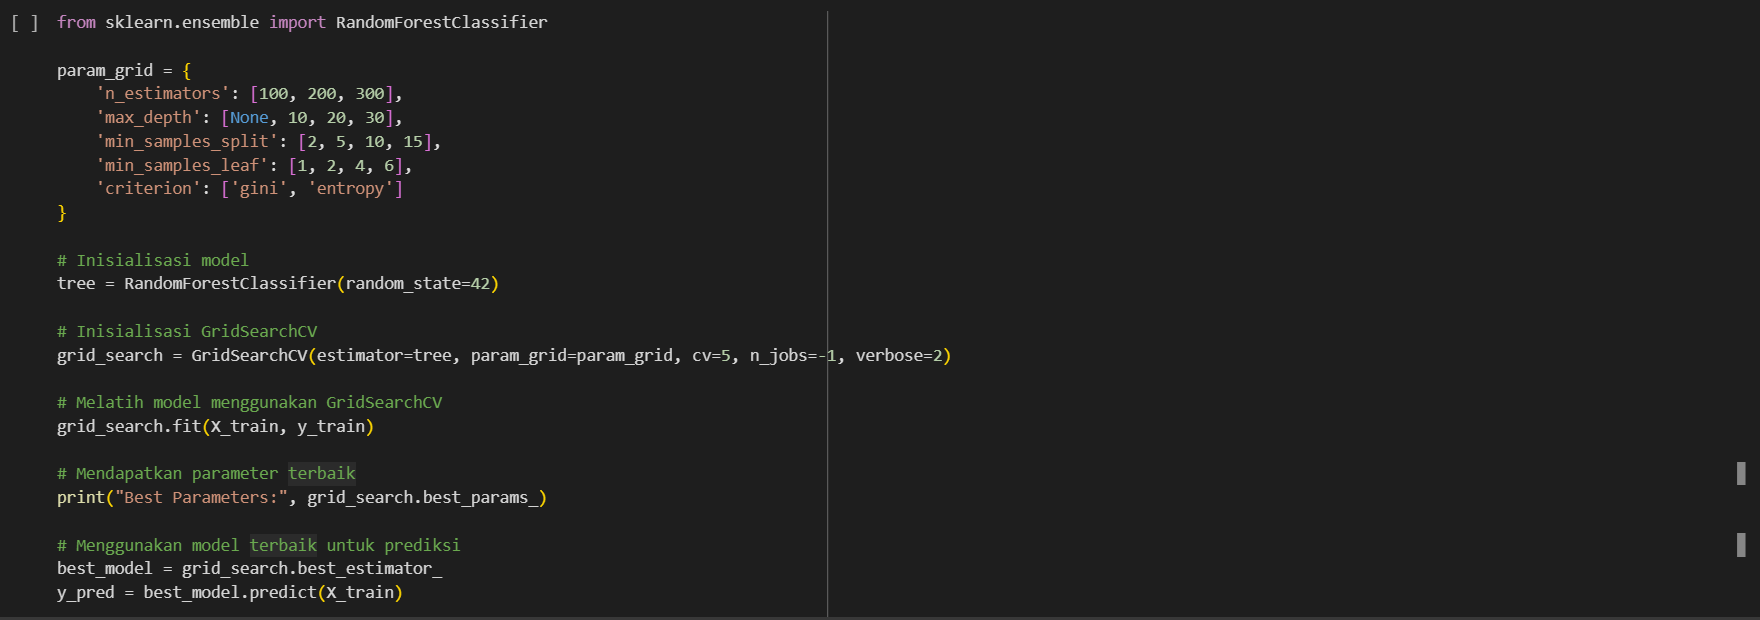 [ ] from sklearn.ensemble import RandomForestClassifier
param_grid = {
    'n_estimators': [100, 200, 300],
    'max_depth': [None, 10, 20, 30],
    'min_samples_split': [2, 5, 10, 15],
    'min_samples_leaf': [1, 2, 4, 6],
    'criterion': ['gini', 'entropy']
}
# Inisialisasi model
tree = RandomForestClassifier(random_state=42)
# Inisialisasi GridSearchCV
grid_search = GridSearchCV(estimator=tree, param_grid=param_grid, cv=5, n_jobs=-1, verbose=2)
# Melatih model menggunakan GridSearchCV
grid_search.fit(X_train, y_train)
# Mendapatkan parameter terbaik
print("Best Parameters:", grid_search.best_params_)
# Menggunakan model terbaik untuk prediksi
best_model = grid_search.best_estimator_
y_pred = best_model.predict(X_train)